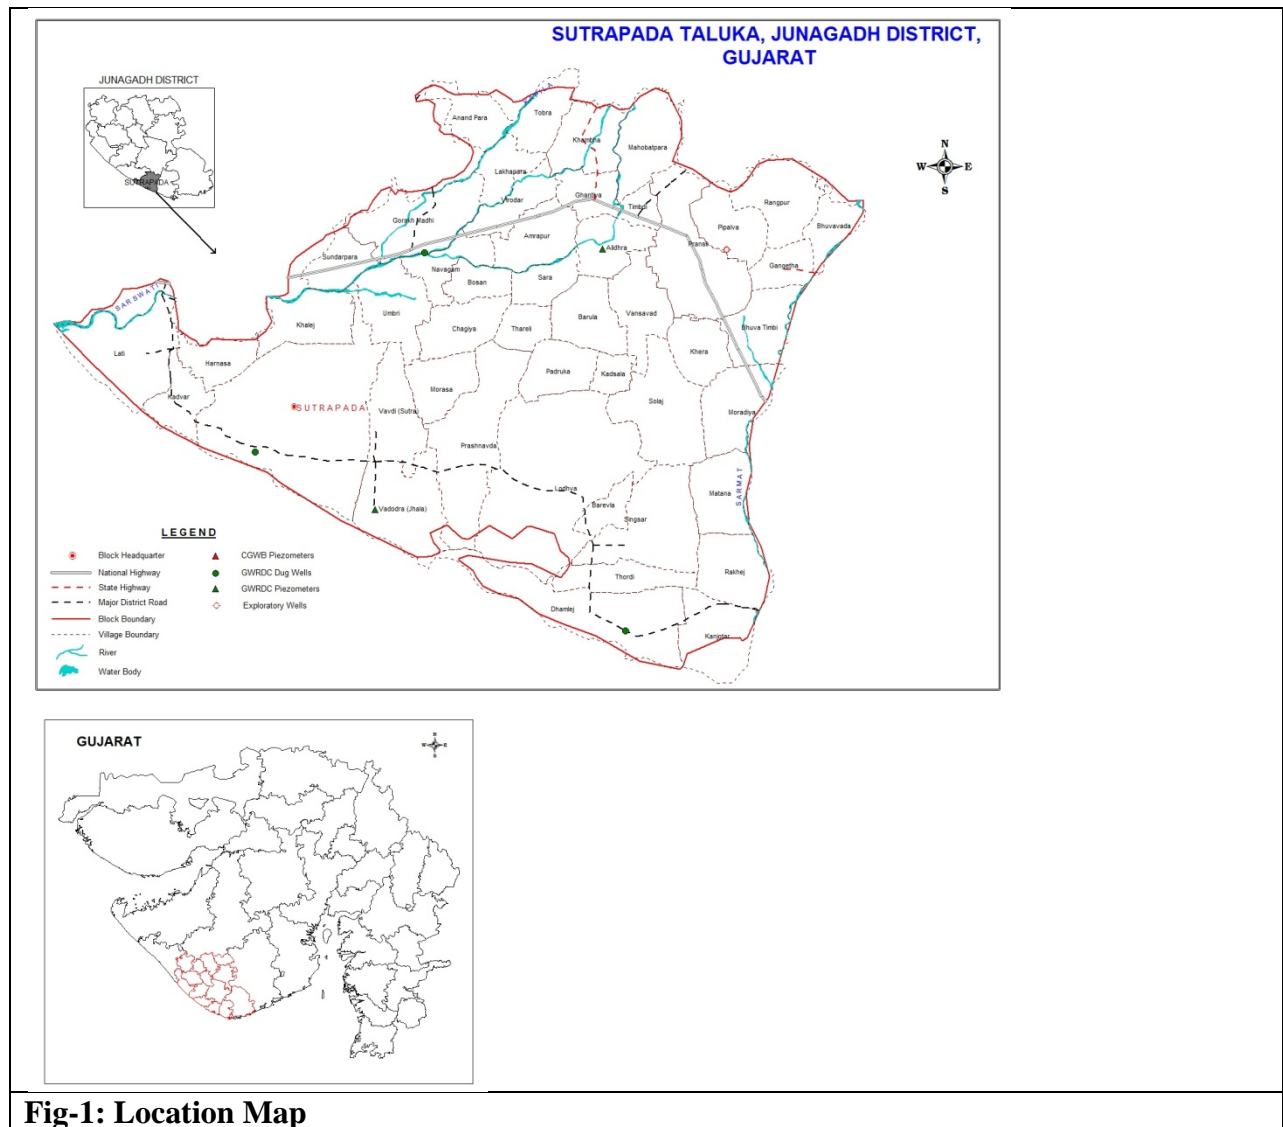 SUTRAPADA TALUKA, JUNAGADH DISTRICT,
GUJARAT
JUNAGADH DISTRICT
SUTRAPADA
N
W E
S
Anand Para
Tobra
Khambha
Mahobatpara
Lakhapara
Virodar
Ghantiya
Timbdi
Rangpur
Pipalva
Bhuvavada
Gorakh Madhi
Amrapur
Alidhra
Pransli
Sundarpara
Navagam
Sara
Gangetha
Bosan
SARSWATI
Khalej
Umbri
Chagiya
Thareli
Barula
Vansavad
Bhuva Timbi
Lati
Harnasa
Khera
Kadvar
Morasa
Padruka
Kadsala
Solaj
SUTRAPADA
Vavdi (Sutra)
Moradiya
Prashnavda
Lodhva
Matana
SARMAT
Barevla
Singsar
Vadodra (Jhala)
Thordi
Rakhej
Dhamlej
Kanjotar
LEGEND
Block Headquarter
CGWB Piezometers
National Highway
GWRDC Dug Wells
State Highway
GWRDC Piezometers
Major District Road
Exploratory Wells
Block Boundary
Village Boundary
River
Water Body
GUJARAT
N
W E
S
Fig-1: Location Map